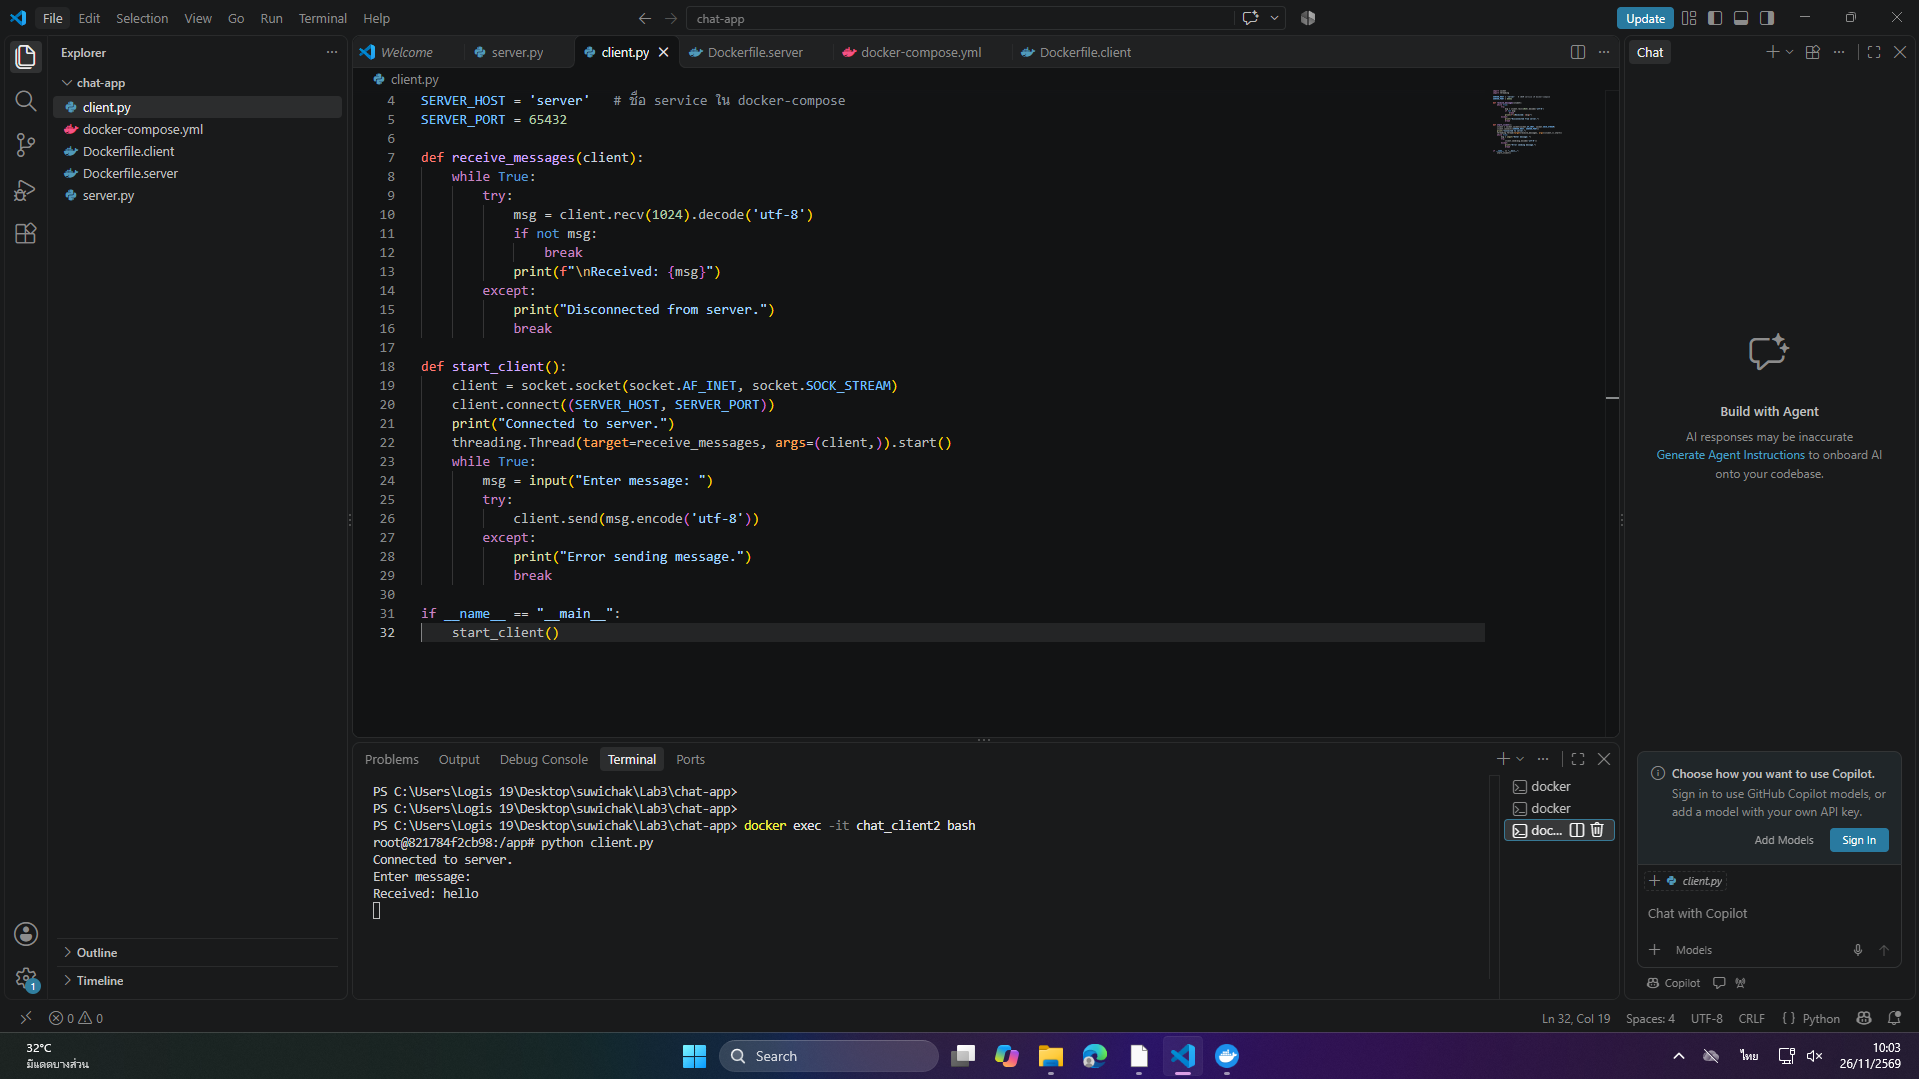 File Edit Selection View Go Run Terminal Help
chat-app
Update
Explorer
chat-app
client.py
docker-compose.yml
Dockerfile.client
Dockerfile.server
server.py
Outline
Timeline
Welcome
server.py
client.py
Dockerfile.server
docker-compose.yml
Dockerfile.client
client.py
4 SERVER_HOST = 'server' # ชื่อ service ใน docker-compose
5 SERVER_PORT = 65432
6
7 def receive_messages(client):
8 while True:
9 try:
10 msg = client.recv(1024).decode('utf-8')
11 if not msg:
12 break
13 print(f"\nReceived: {msg}")
14 except:
15 print("Disconnected from server.")
16 break
17
18 def start_client():
19 client = socket.socket(socket.AF_INET, socket.SOCK_STREAM)
20 client.connect((SERVER_HOST, SERVER_PORT))
21 print("Connected to server.")
22 threading.Thread(target=receive_messages, args=(client,)).start()
23 while True:
24 msg = input("Enter message: ")
25 try:
26 client.send(msg.encode('utf-8'))
27 except:
28 print("Error sending message.")
29 break
30
31 if __name__ == "__main__":
32 start_client()
Problems Output Debug Console Terminal Ports
PS C:\Users\Logis 19\Desktop\suwichak\Lab3\chat-app>
PS C:\Users\Logis 19\Desktop\suwichak\Lab3\chat-app>
PS C:\Users\Logis 19\Desktop\suwichak\Lab3\chat-app> docker exec -it chat_client2 bash
root@821784f2cb98:/app# python client.py
Connected to server.
Enter message:
Received: hello
docker
docker
doc...
Chat
Build with Agent
AI responses may be inaccurate
Generate Agent Instructions to onboard AI
onto your codebase.
Choose how you want to use Copilot.
Sign in to use GitHub Copilot models, or
add a model with your own API key.
Add Models Sign In
client.py
Chat with Copilot
Models
Copilot
1
0 0
Ln 32, Col 19 Spaces: 4 UTF-8 CRLF { } Python
32°C
มีแดดบางส่วน
Search
ไทย
10:03
26/11/2569